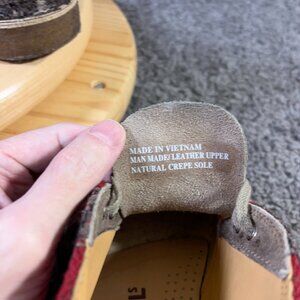 MADE IN VIETNAM
MAN MADE/LEATHER UPPER
NATURAL CREPE SOLE